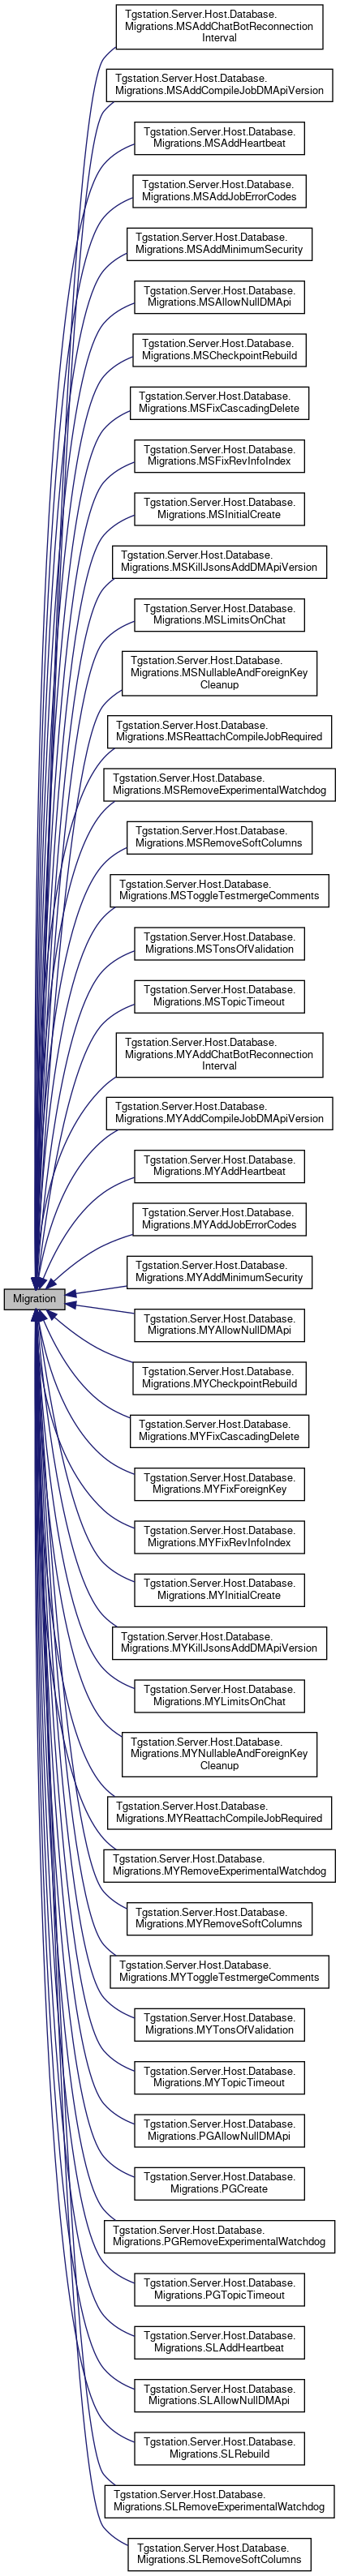 Tgstation.Server.Host.Database.
Migrations.MSAddChatBotReconnection
Interval
Tgstation.Server.Host.Database.
Migrations.MSAddCompileJobDMApiVersion
Tgstation.Server.Host.Database.
Migrations.MSAddHeartbeat
Tgstation.Server.Host.Database.
Migrations.MSAddJobErrorCodes
Tgstation.Server.Host.Database.
Migrations.MSAddMinimumSecurity
Tgstation.Server.Host.Database.
Migrations.MSAllowNullDMApi
Tgstation.Server.Host.Database.
Migrations.MSCheckpointRebuild
Tgstation.Server.Host.Database.
Migrations.MSFixCascadingDelete
Tgstation.Server.Host.Database.
Migrations.MSFixRevInfoIndex
Tgstation.Server.Host.Database.
Migrations.MSInitialCreate
Tgstation.Server.Host.Database.
Migrations.MSKillJsonsAddDMApiVersion
Tgstation.Server.Host.Database.
Migrations.MSLimitsOnChat
Tgstation.Server.Host.Database.
Migrations.MSNullableAndForeignKey
Cleanup
Tgstation.Server.Host.Database.
Migrations.MSReattachCompileJobRequired
Tgstation.Server.Host.Database.
Migrations.MSRemoveExperimentalWatchdog
Tgstation.Server.Host.Database.
Migrations.MSRemoveSoftColumns
Tgstation.Server.Host.Database.
Migrations.MSToggleTestmergeComments
Tgstation.Server.Host.Database.
Migrations.MSTonsOfValidation
Tgstation.Server.Host.Database.
Migrations.MSTopicTimeout
Tgstation.Server.Host.Database.
Migrations.MYAddChatBotReconnection
Interval
Tgstation.Server.Host.Database.
Migrations.MYAddCompileJobDMApiVersion
Tgstation.Server.Host.Database.
Migrations.MYAddHeartbeat
Tgstation.Server.Host.Database.
Migrations.MYAddJobErrorCodes
Tgstation.Server.Host.Database.
Migrations.MYAddMinimumSecurity
Migration
Tgstation.Server.Host.Database.
Migrations.MYAllowNullDMApi
Tgstation.Server.Host.Database.
Migrations.MYCheckpointRebuild
Tgstation.Server.Host.Database.
Migrations.MYFixCascadingDelete
Tgstation.Server.Host.Database.
Migrations.MYFixForeignKey
Tgstation.Server.Host.Database.
Migrations.MYFixRevInfoIndex
Tgstation.Server.Host.Database.
Migrations.MYInitialCreate
Tgstation.Server.Host.Database.
Migrations.MYKillJsonsAddDMApiVersion
Tgstation.Server.Host.Database.
Migrations.MYLimitsOnChat
Tgstation.Server.Host.Database.
Migrations.MYNullableAndForeignKey
Cleanup
Tgstation.Server.Host.Database.
Migrations.MYReattachCompileJobRequired
Tgstation.Server.Host.Database.
Migrations.MYRemoveExperimentalWatchdog
Tgstation.Server.Host.Database.
Migrations.MYRemoveSoftColumns
Tgstation.Server.Host.Database.
Migrations.MYToggleTestmergeComments
Tgstation.Server.Host.Database.
Migrations.MYTonsOfValidation
Tgstation.Server.Host.Database.
Migrations.MYTopicTimeout
Tgstation.Server.Host.Database.
Migrations.PGAllowNullDMApi
Tgstation.Server.Host.Database.
Migrations.PGCreate
Tgstation.Server.Host.Database.
Migrations.PGRemoveExperimentalWatchdog
Tgstation.Server.Host.Database.
Migrations.PGTopicTimeout
Tgstation.Server.Host.Database.
Migrations.SLAddHeartbeat
Tgstation.Server.Host.Database.
Migrations.SLAllowNullDMApi
Tgstation.Server.Host.Database.
Migrations.SLRebuild
Tgstation.Server.Host.Database.
Migrations.SLRemoveExperimentalWatchdog
Tgstation.Server.Host.Database.
Migrations.SLRemoveSoftColumns